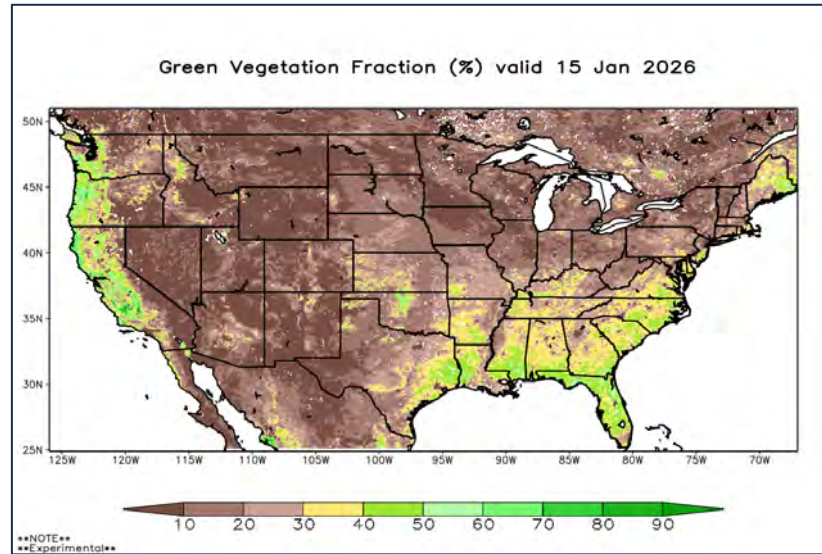 Green Vegetation Fraction (%) valid 15 Jan 2026
50N
45N
40N
35N
30N
25N
125W 120W 115W 110W 105W 100W 95W 90W 85W 80W 75W 70W
10 20 30 40 50 60 70 80 90
**NOTE**
**Experimental**